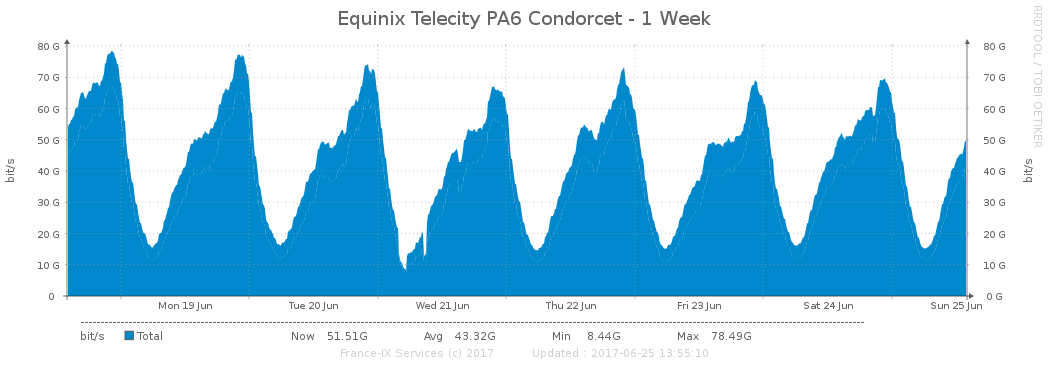 Equinix Telecity PA6 Condorcet - 1 Week
RRDTOOL / TOBI OETIKER
bit/s
bit/s
80 G 80 G
70 G 70 G
60 G 60 G
50 G 50 G
40 G 40 G
30 G 30 G
20 G 20 G
10 G 10 G
0 0 G
Mon 19 Jun Tue 20 Jun Wed 21 Jun Thu 22 Jun Fri 23 Jun Sat 24 Jun Sun 25 Jun
bit/s Total Now 51.51G Avg 43.32G Min 8.44G Max 78.49G
France-IX Services (c) 2017 Updated : 2017-06-25 13:55:10